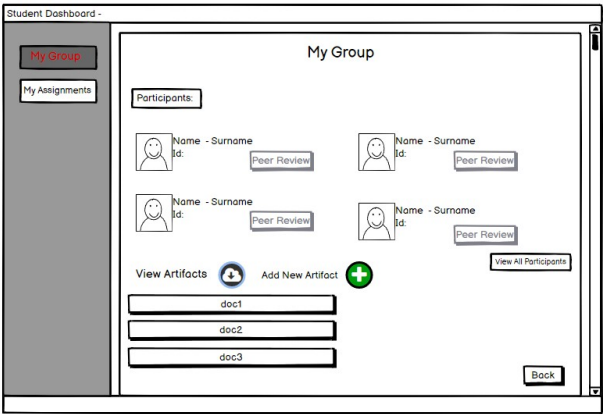 Student Dashboard -
My Group
My Assignments
My Group
Participants:
Name - Surname
Id:
Peer Review
Name - Surname
Id:
Peer Review
Name - Surname
Id:
Peer Review
Name - Surname
Id:
Peer Review
View All Participants
View Artifacts
Add New Artifact
doc1
doc2
doc3
Back